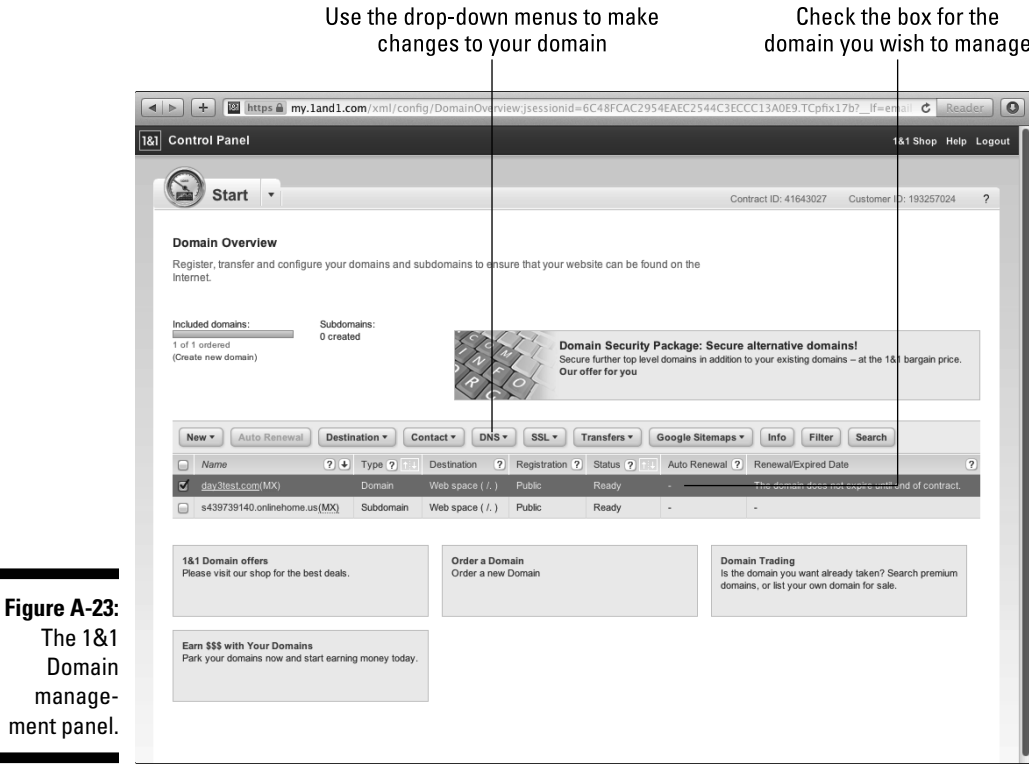 Use the drop-down menus to make
changes to your domain
Check the box for the
domain you wish to manage
https my.1and1.com/xml/config/DomainOverview;jsessionid=6C48FCAC2954EAEC2544C3ECCC13A0E9.TCpfix17b?__lf=email
Reader
1&1 Control Panel
1&1 Shop Help Logout
Start
Contract ID: 41643027 Customer ID: 193257024 ?
Domain Overview
Register, transfer and configure your domains and subdomains to ensure that your website can be found on the
Internet.
Included domains:
1 of 1 ordered
(Create new domain)
Subdomains:
0 created
INFO
COM
ORG
Domain Security Package: Secure alternative domains!
Secure further top level domains in addition to your existing domains – at the 1&1 bargain price.
Our offer for you
New Auto Renewal Destination Contact DNS SSL Transfers Google Sitemaps Info Filter Search
Name ? Type ? Destination ? Registration ? Status ? Auto Renewal ? Renewal/Expired Date ?
day3test.com(MX) Domain Web space ( /. ) Public Ready - The domain does not expire until end of contract.
s439739140.onlinehome.us(MX) Subdomain Web space ( /. ) Public Ready - -
1&1 Domain offers
Please visit our shop for the best deals.
Order a Domain
Order a new Domain
Domain Trading
Is the domain you want already taken? Search premium
domains, or list your own domain for sale.
Earn $$$ with Your Domains
Park your domains now and start earning money today.
Figure A-23:
The 1&1
Domain
manage-
ment panel.